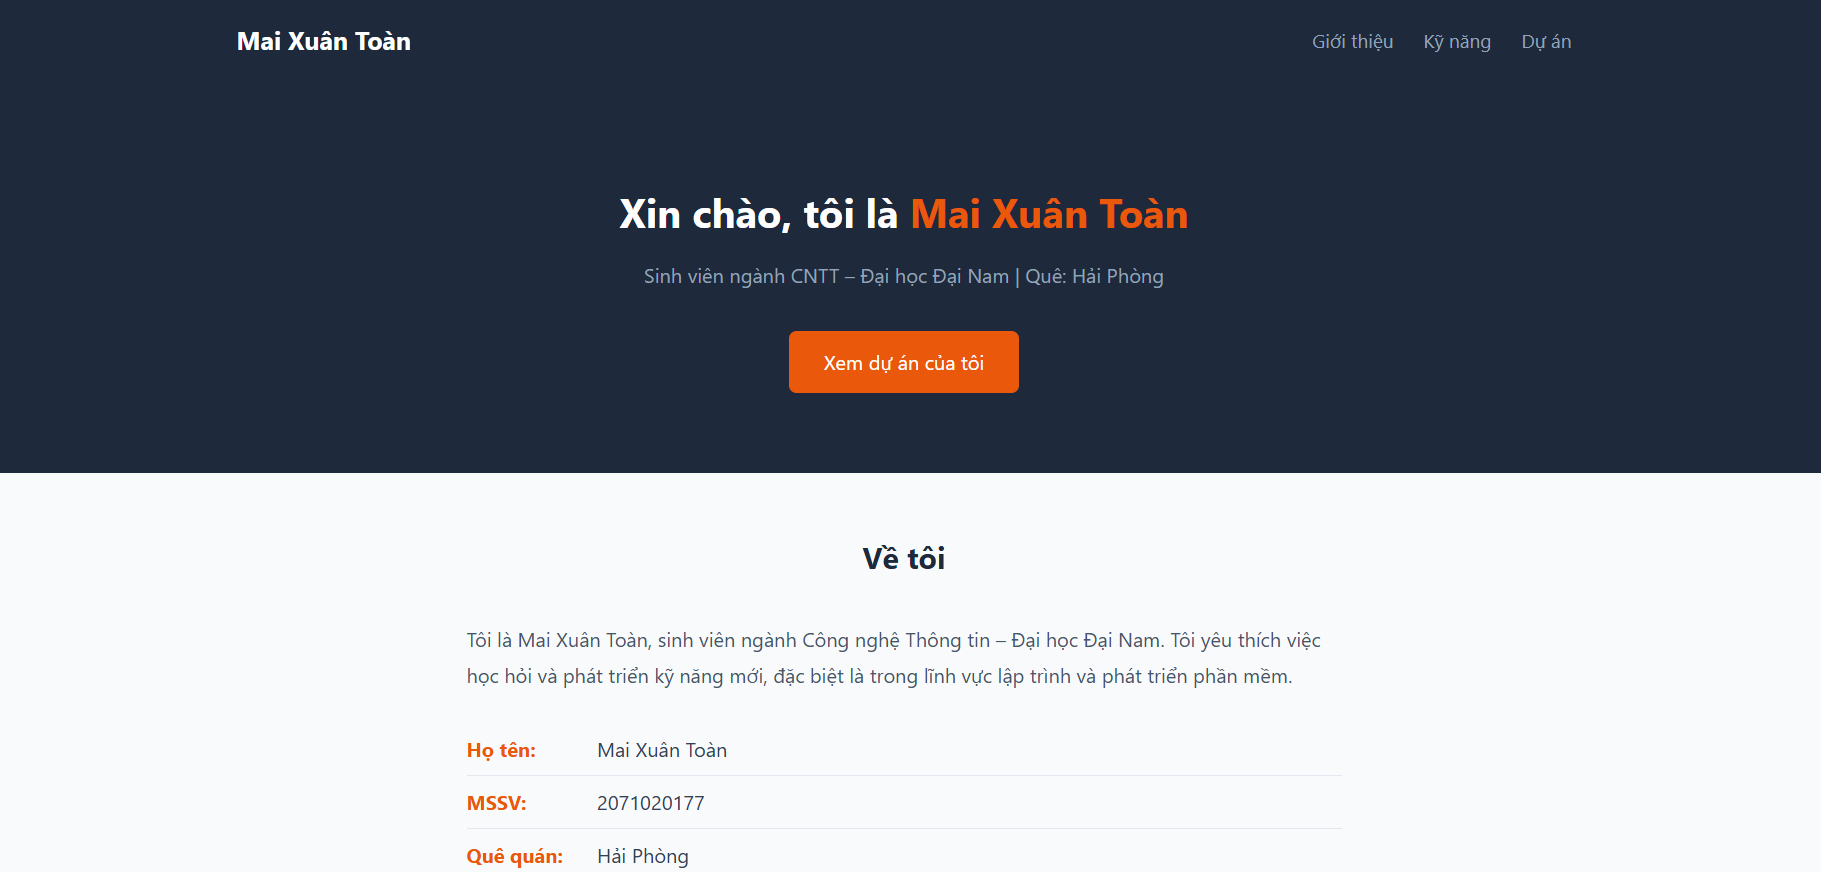 Mai Xuân Toàn
Giới thiệu Kỹ năng Dự án
Xin chào, tôi là Mai Xuân Toàn
Sinh viên ngành CNTT – Đại học Đại Nam | Quê: Hải Phòng
Xem dự án của tôi
Về tôi
Tôi là Mai Xuân Toàn, sinh viên ngành Công nghệ Thông tin – Đại học Đại Nam. Tôi yêu thích việc
học hỏi và phát triển kỹ năng mới, đặc biệt là trong lĩnh vực lập trình và phát triển phần mềm.
Họ tên: Mai Xuân Toàn
MSSV: 2071020177
Quê quán: Hải Phòng